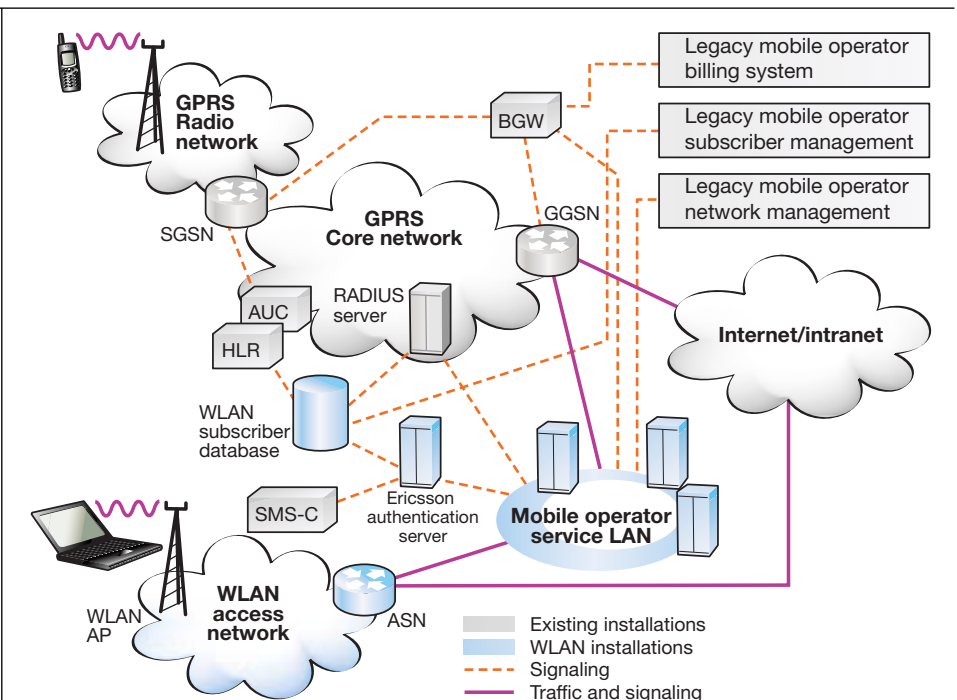 Legacy mobile operator
billing system
Legacy mobile operator
subscriber management
Legacy mobile operator
network management
GPRS
Radio
network
BGW
SGSN
GPRS
Core network
GGSN
AUC
HLR
RADIUS
server
Internet/intranet
WLAN
subscriber
database
SMS-C
Ericsson
authentication
server
Mobile operator
service LAN
WLAN
AP
WLAN
access
network
ASN
Existing installations
WLAN installations
Signaling
Traffic and signaling